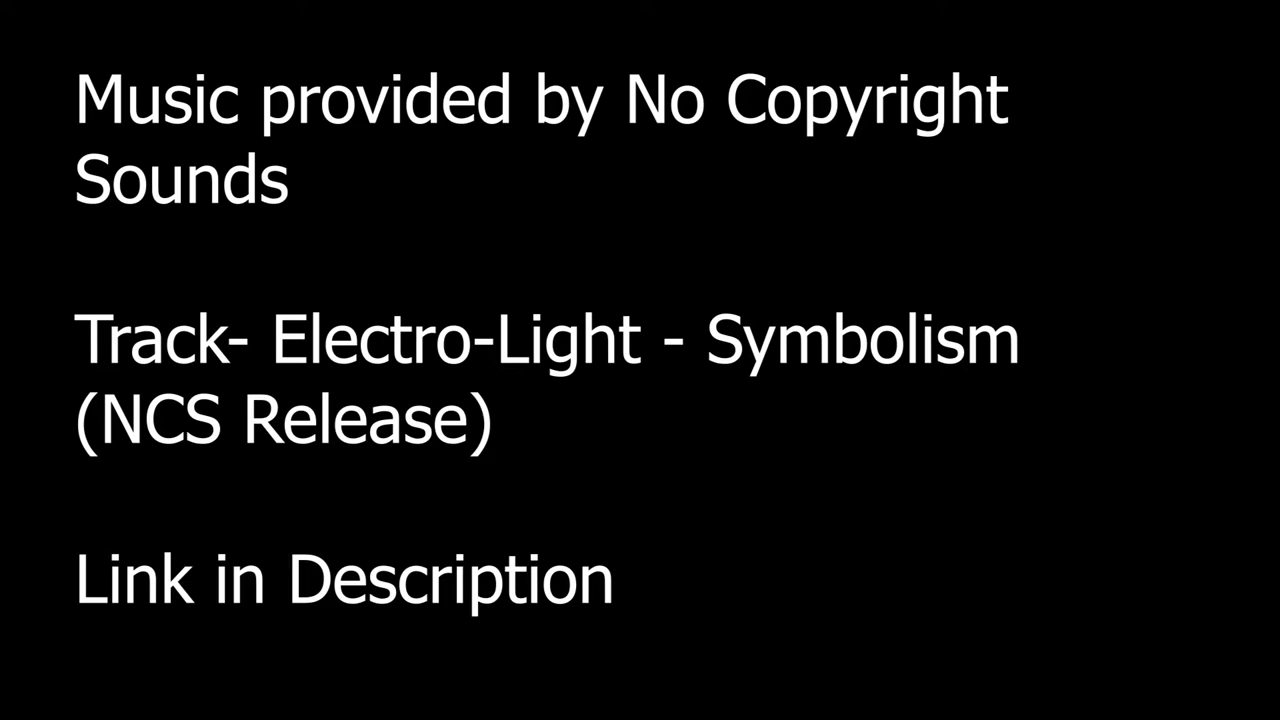 Music provided by No Copyright
Sounds
Track- Electro-Light - Symbolism
(NCS Release)
Link in Description